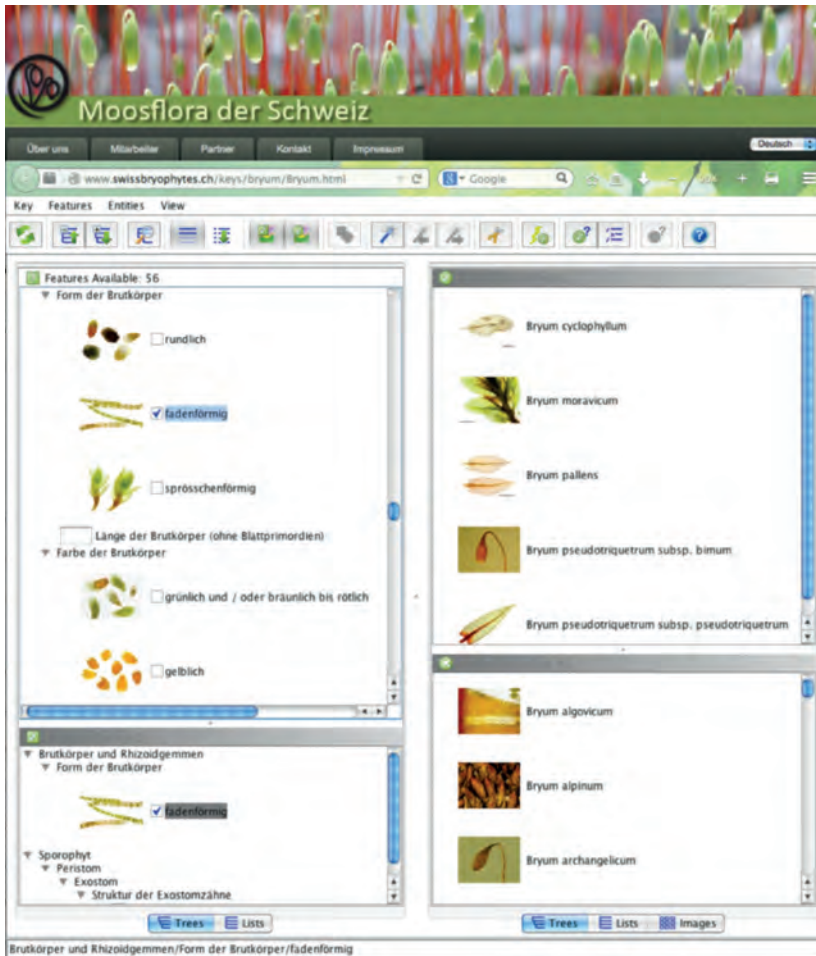 Moosflora der Schweiz
Über uns Mitarbeiter Partner Kontakt Impressum Deutsch
www.swissbryophytes.ch/keys/bryum/Bryum.html Google
Key Features Entities View
Features Available: 56
Form der Brutkörper
rundlich
fadenförmig
sprösschenförmig
Länge der Brutkörper (ohne Blattprimordien)
Farbe der Brutkörper
grünlich und / oder bräunlich bis rötlich
gelblich
Brutkörper und Rhizoidgemmen
Form der Brutkörper
fadenförmig
Sporophyt
Peristom
Exostom
Struktur der Exostomzähne
Trees Lists
Bryum cyclophyllum
Bryum moravicum
Bryum pallens
Bryum pseudotriquetrum subsp. bimum
Bryum pseudotriquetrum subsp. pseudotriquetrum
Bryum algovicum
Bryum alpinum
Bryum archangelicum
Trees Lists Images
Brutkörper und Rhizoidgemmen/Form der Brutkörper/fadenförmig